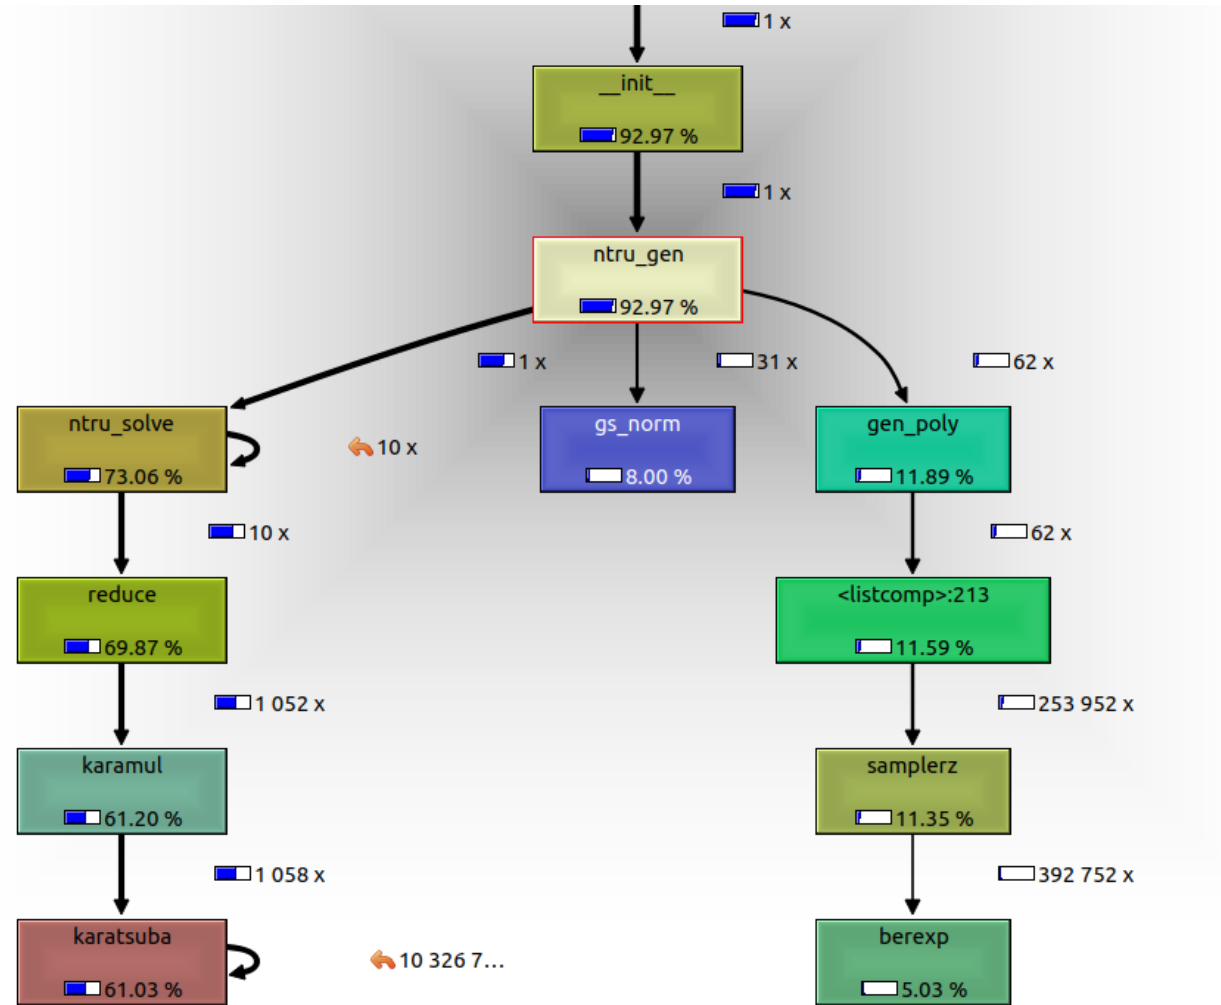 1 x
__init__
92.97 %
1 x
ntru_gen
92.97 %
1 x
31 x
62 x
ntru_solve
73.06 %
10 x
gs_norm
8.00 %
gen_poly
11.89 %
10 x
62 x
reduce
69.87 %
<listcomp>:213
11.59 %
1 052 x
253 952 x
karamul
61.20 %
samplerz
11.35 %
1 058 x
392 752 x
karatsuba
61.03 %
10 326 7...
berexp
5.03 %